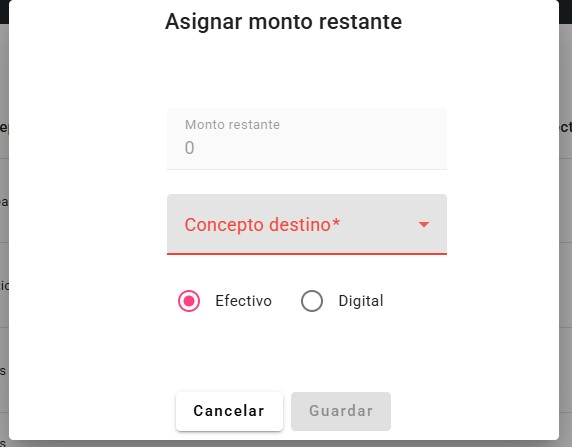 Asignar monto restante
Monto restante
0
Concepto destino*
Efectivo Digital
Cancelar Guardar